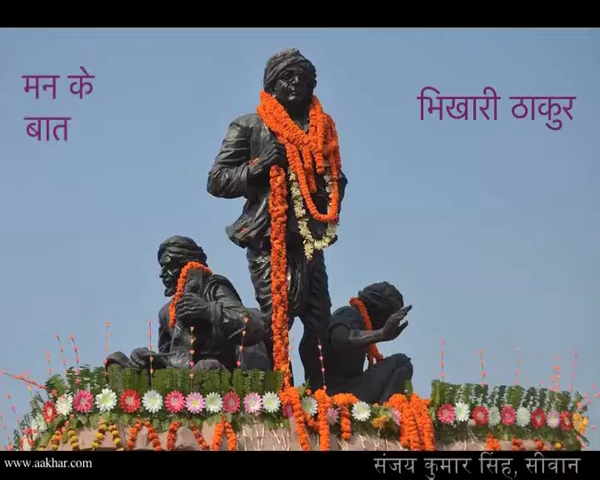 मन के
बात
भिखारी ठाकुर
www.aakhar.com
संजय कुमार सिंह, सीवान